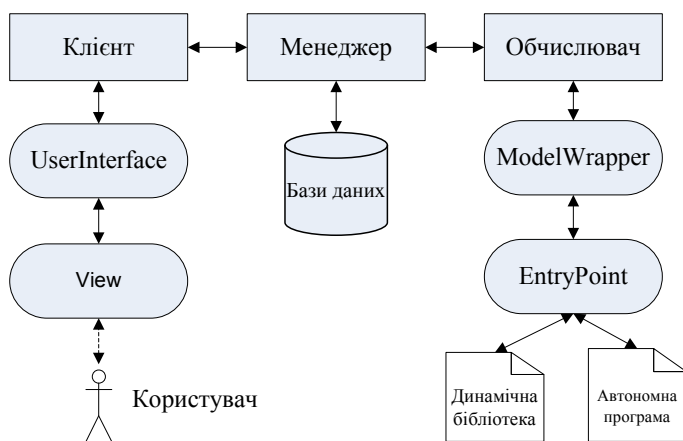 Клієнт
Менеджер
Обчислювач
UserInterface
ModelWrapper
Бази даних
View
EntryPoint
Користувач
Динамічна
бібліотека
Автономна
програма